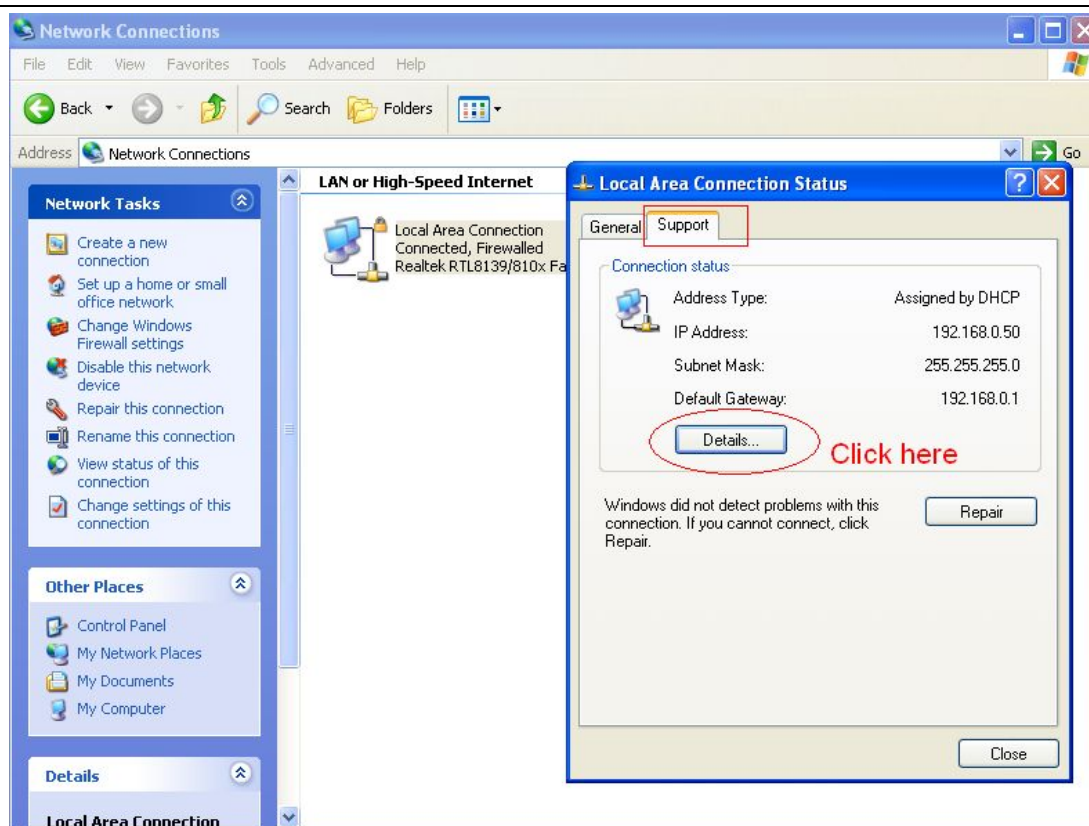 Network Connections
File Edit View Favorites Tools Advanced Help
Back Search Folders
Address Network Connections Go
Network Tasks
Create a new
connection
Set up a home or small
office network
Change Windows
Firewall settings
Disable this network
device
Repair this connection
Rename this connection
View status of this
connection
Change settings of this
connection
Other Places
Control Panel
My Network Places
My Documents
My Computer
Details
Local Area Connection
LAN or High-Speed Internet
Local Area Connection
Connected, Firewalled
Realtek RTL8139/810x Fa
Local Area Connection Status
General Support
Connection status
Address Type: Assigned by DHCP
IP Address: 192.168.0.50
Subnet Mask: 255.255.255.0
Default Gateway: 192.168.0.1
Details...
Click here
Windows did not detect problems with this
connection. If you cannot connect, click
Repair.
Repair
Close